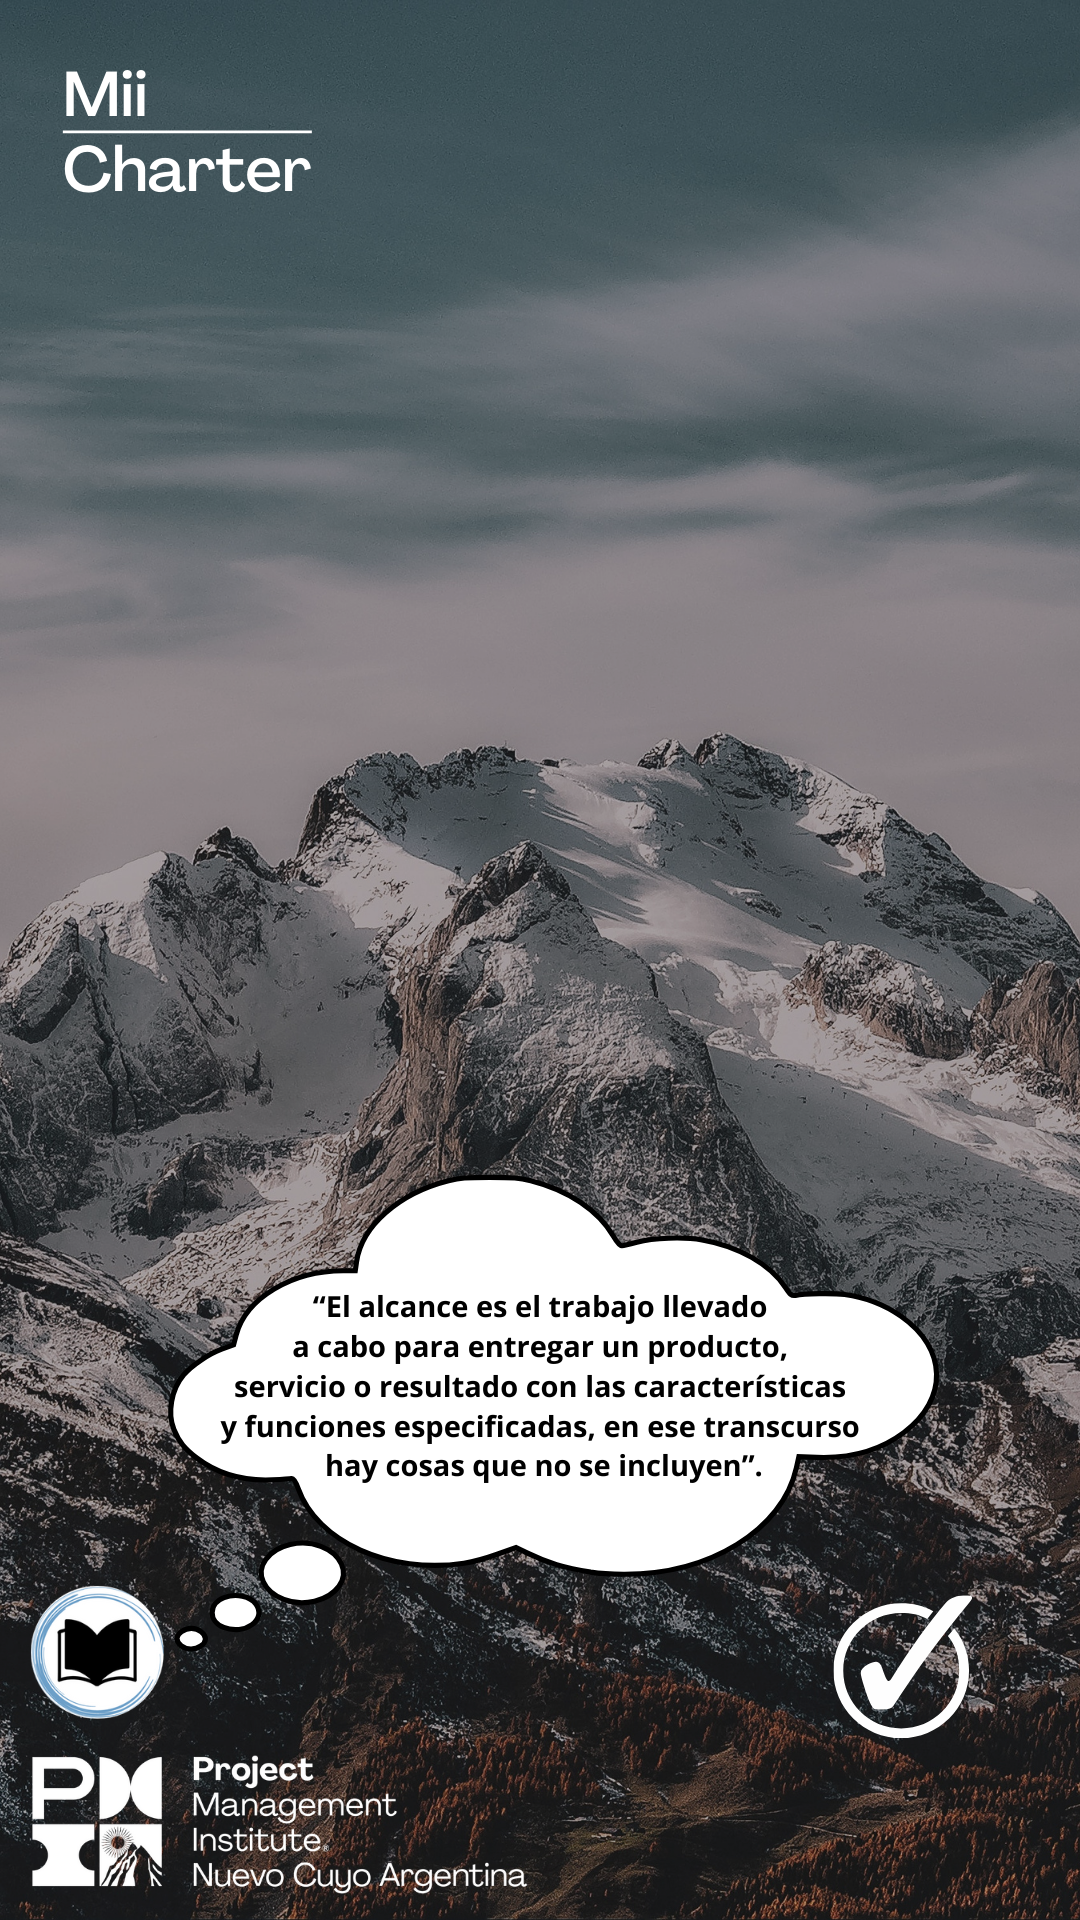 Mii
Charter
“El alcance es el trabajo llevado
a cabo para entregar un producto,
servicio o resultado con las características
y funciones especificadas, en ese transcurso
hay cosas que no se incluyen”.
Project
Management
Institute®
Nuevo Cuyo Argentina